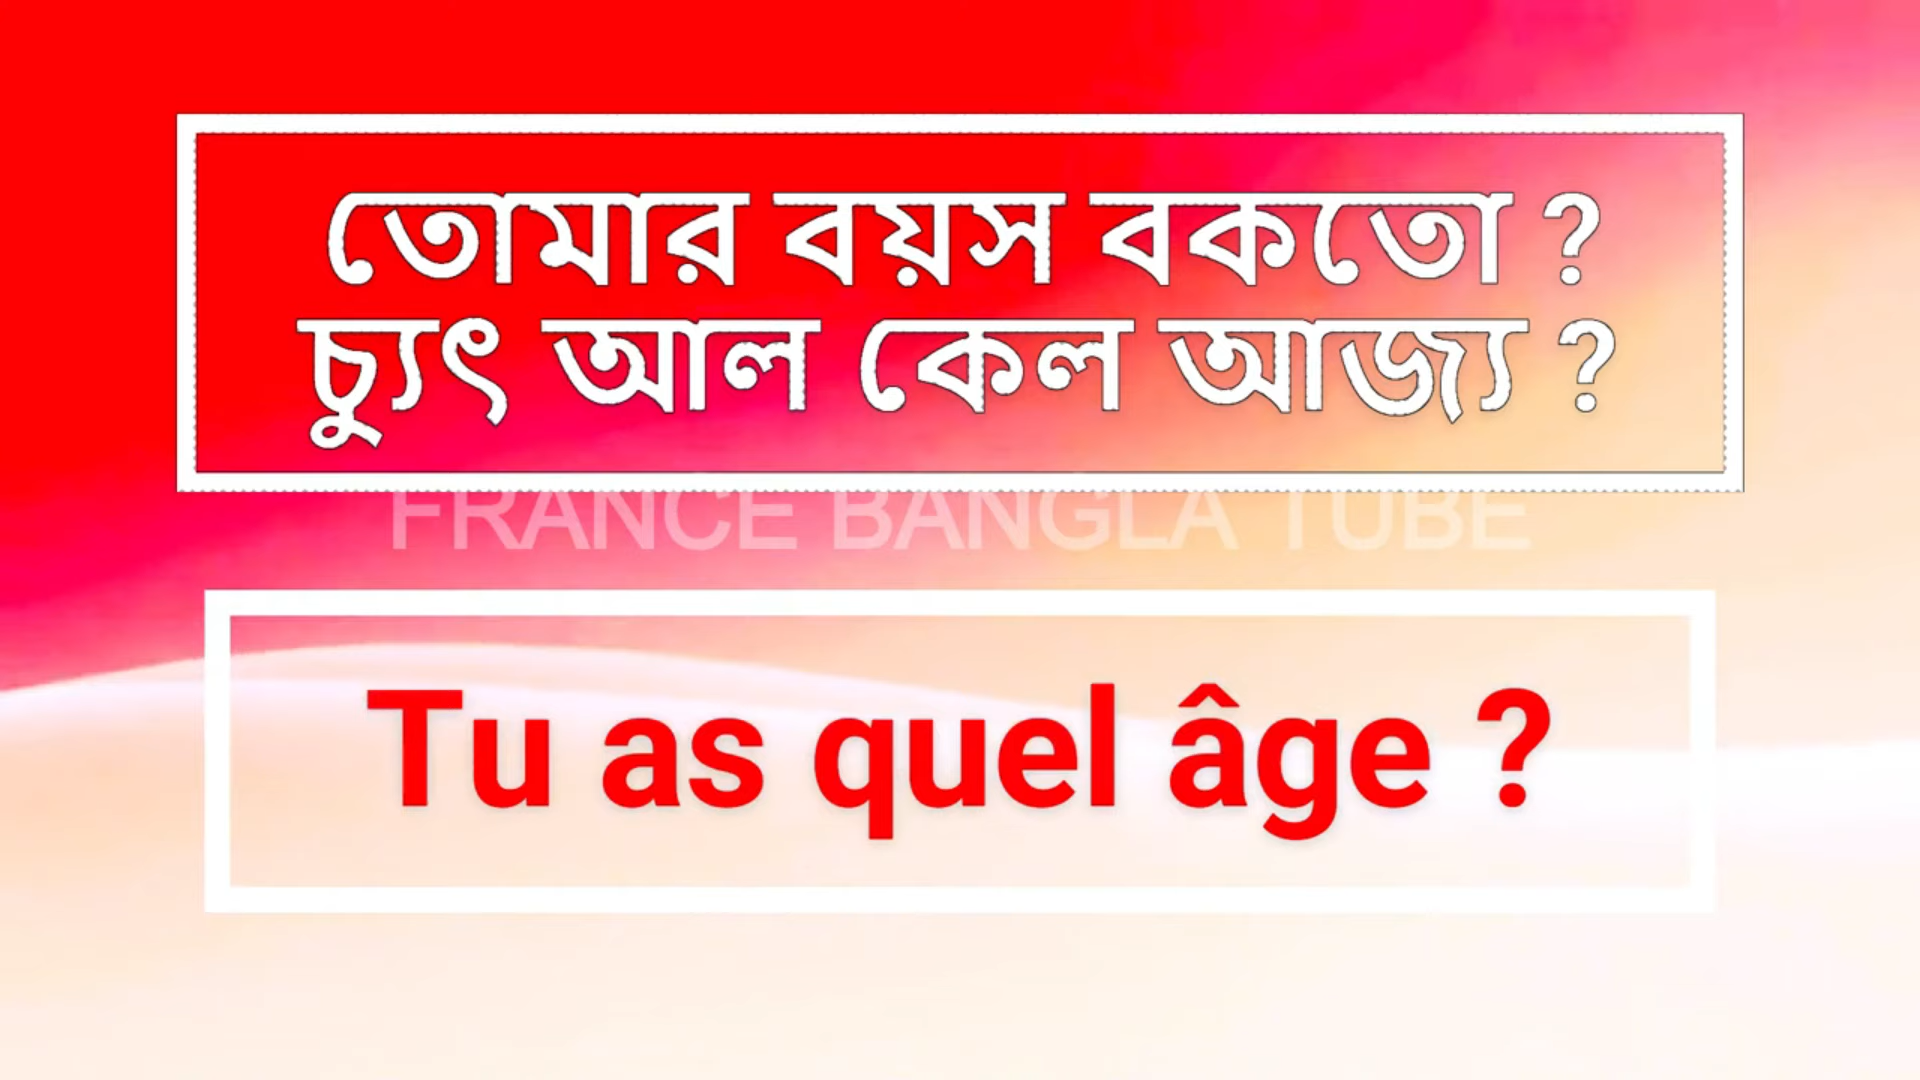 তোমার বয়স বকতো ?
চ্যুৎ আল কেল আজ্য ?
FRANCE BANGLA TUBE
Tu as quel âge ?